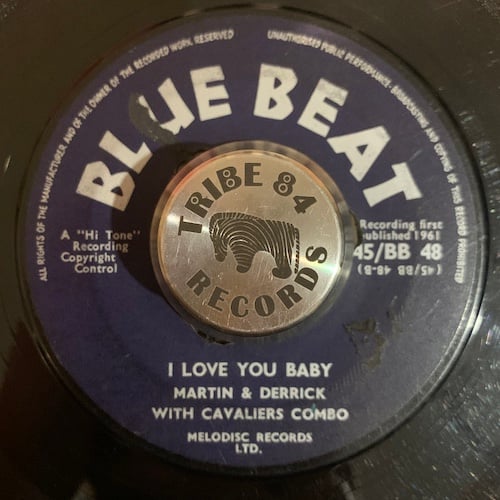 ALL RIGHTS OF THE MANUFACTURER AND OF THE OWNER OF THE RECORDED WORK RESERVED
UNAUTHORISED PUBLIC PERFORMANCE, BROADCASTING AND COPYING OF THIS RECORD PROHIBITED
BLUE BEAT
TRIBE 84
RECORDS
A "Hi Tone"
Recording
Copyright
Control
Recording first
published 1961
45/BB 48
(45/BB 48-B)
I LOVE YOU BABY
MARTIN & DERRICK
WITH CAVALIERS COMBO
MELODISC RECORDS
LTD.